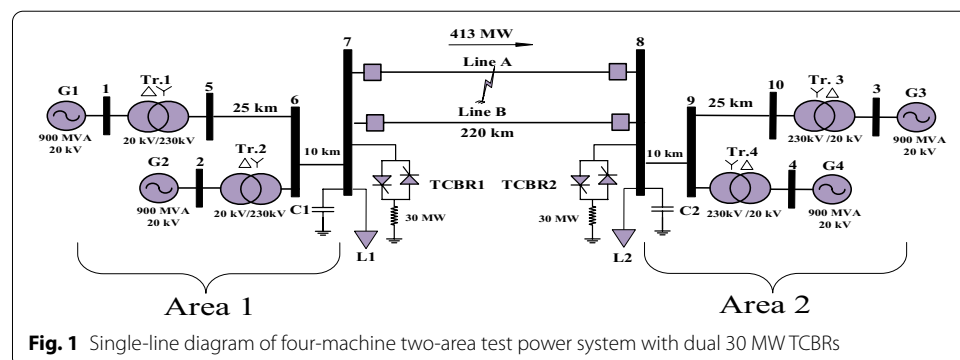 413 MW
7
8
Line A
G1
1
Tr.1
5
25 km
6
Line B
220 km
9
25 km
10
Tr. 3
3
G3
900 MVA
20 kV
20 kV/230kV
G2
2
Tr.2
10 km
10 km
Tr.4
4
G4
230kV /20 kV
900 MVA
20 kV
900 MVA
20 kV
20 kV/230kV
C1
TCBR1
TCBR2
30 MW
30 MW
C2
230kV /20 kV
900 MVA
20 kV
L1
L2
Area 1
Area 2
Fig. 1 Single-line diagram of four-machine two-area test power system with dual 30 MW TCBRs